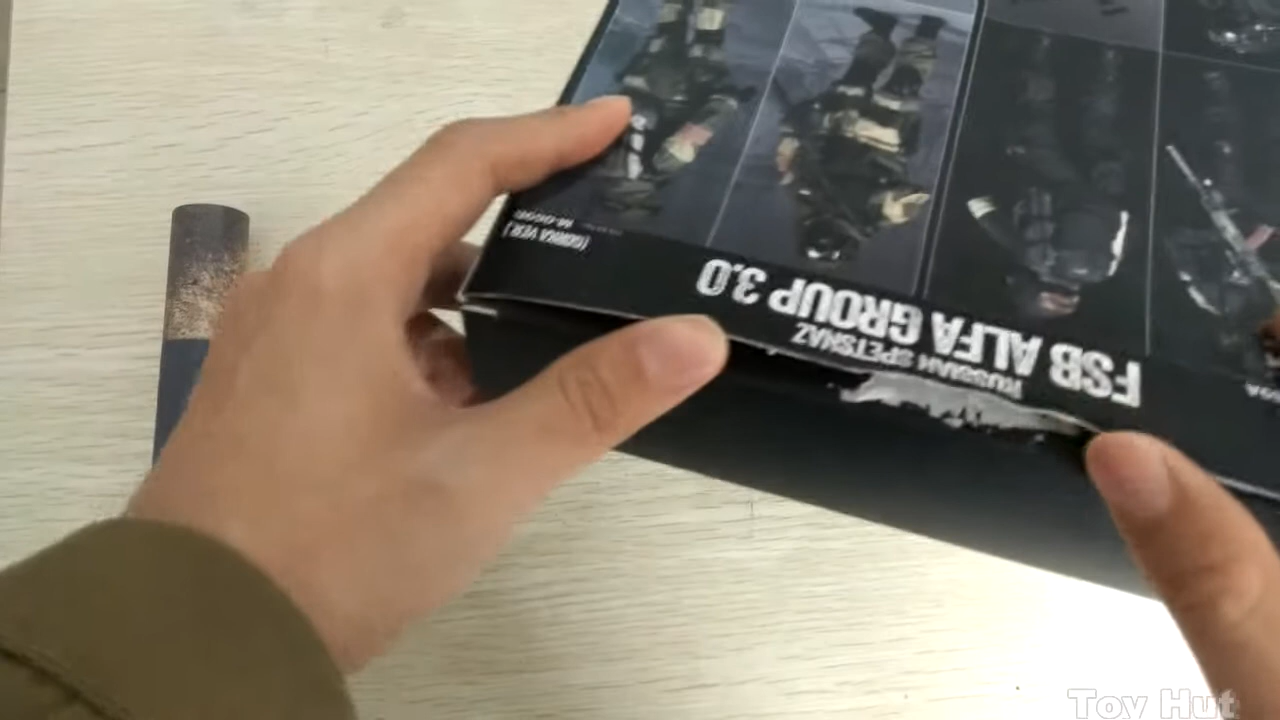 RUSSIAN SPETSNAZ
FSB ALFA GROUP 3.0
(GORKA VER.)
Toy Hut